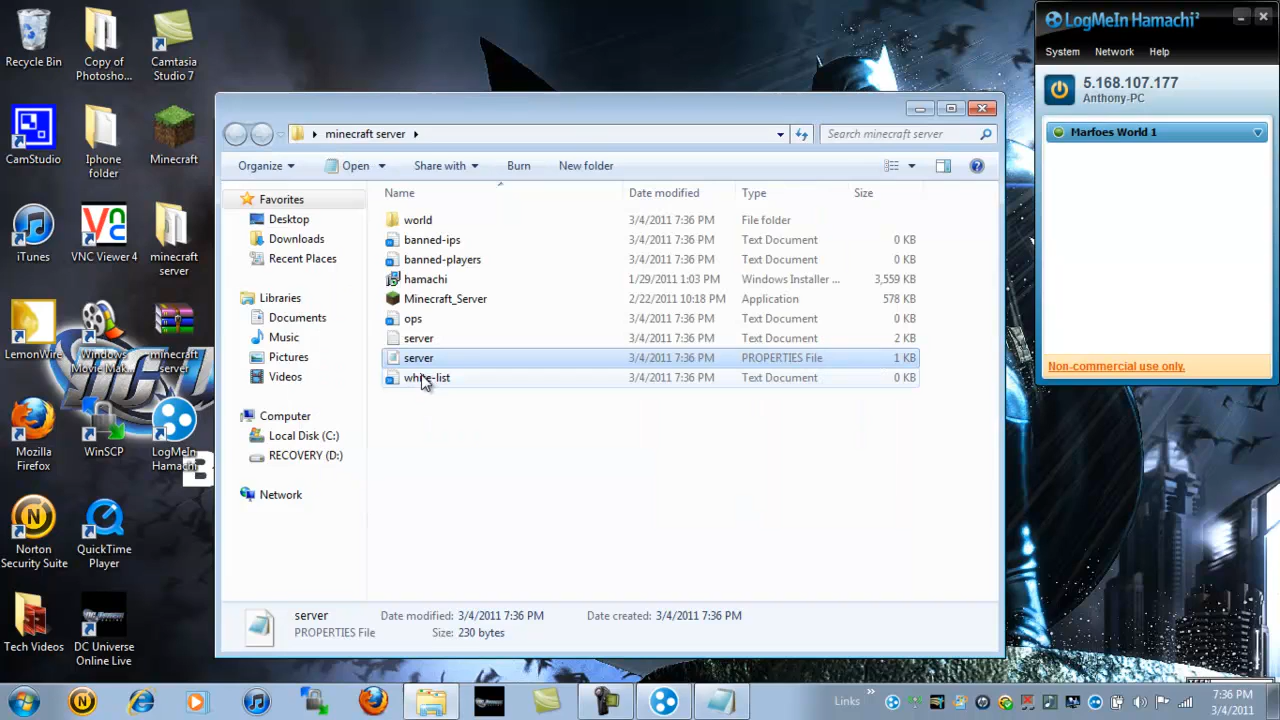 Recycle Bin
Copy of Photosho...
Camtasia Studio 7
CamStudio
Iphone folder
Minecraft
iTunes
VNC Viewer 4
minecraft server
LemonWire
Windows Movie Mak...
minecraft server
Mozilla Firefox
WinSCP
LogMeIn Hamachi
Norton Security Suite
QuickTime Player
Tech Videos
DC Universe Online Live
minecraft server
Search minecraft server
Organize Open Share with Burn New folder
Favorites
Desktop
Downloads
Recent Places
Libraries
Documents
Music
Pictures
Videos
Computer
Local Disk (C:)
RECOVERY (D:)
Network
Name Date modified Type Size
world 3/4/2011 7:36 PM File folder
banned-ips 3/4/2011 7:36 PM Text Document 0 KB
banned-players 3/4/2011 7:36 PM Text Document 0 KB
hamachi 1/29/2011 1:03 PM Windows Installer ... 3,559 KB
Minecraft_Server 2/22/2011 10:18 PM Application 578 KB
ops 3/4/2011 7:36 PM Text Document 0 KB
server 3/4/2011 7:36 PM Text Document 2 KB
server 3/4/2011 7:36 PM PROPERTIES File 1 KB
white-list 3/4/2011 7:36 PM Text Document 0 KB
server Date modified: 3/4/2011 7:36 PM Date created: 3/4/2011 7:36 PM
PROPERTIES File Size: 230 bytes
LogMeIn Hamachi²
System Network Help
5.168.107.177
Anthony-PC
Marfoes World 1
Non-commercial use only.
Links
7:36 PM
3/4/2011